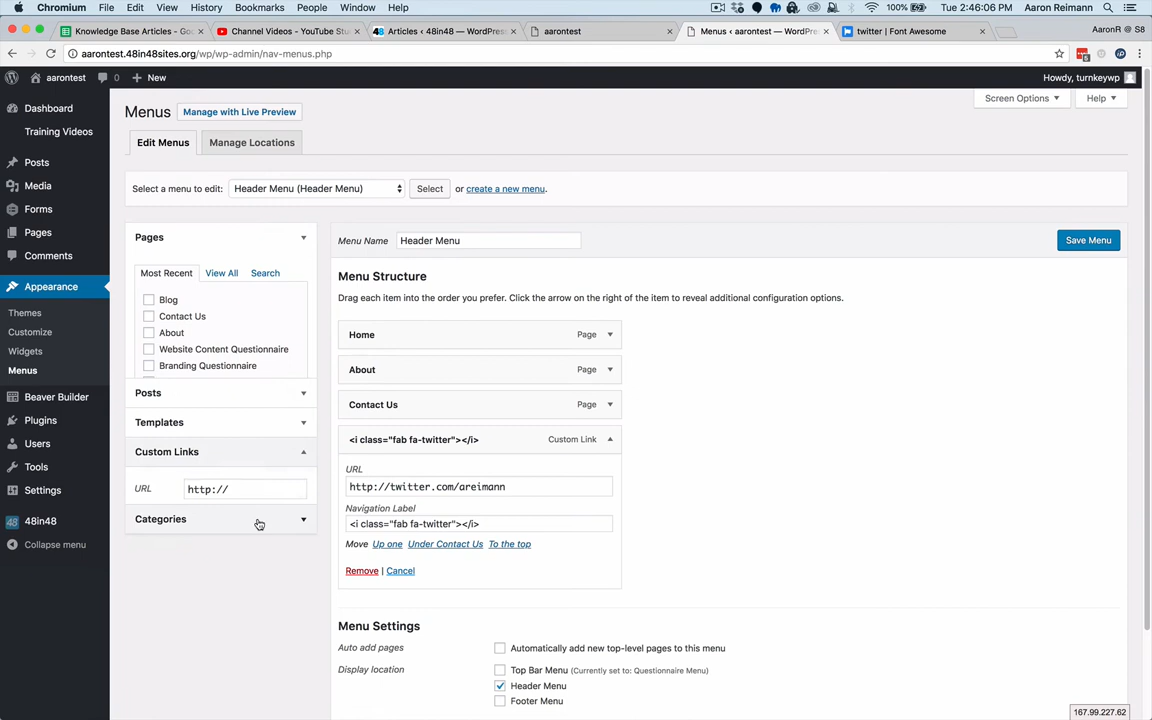 Chromium File Edit View History Bookmarks People Window Help 100% Tue 2:46:06 PM Aaron Reimann
Knowledge Base Articles - Goo × Channel Videos - YouTube Stu × 48 Articles < 48in48 — WordPres × aarontest × Menus < aarontest — WordPres × twitter | Font Awesome × AaronR @ S8
aarontest.48in48sites.org/wp/wp-admin/nav-menus.php
aarontest 0 New Howdy, turnkeywp
Dashboard
Training Videos
Posts
Media
Forms
Pages
Comments
Appearance
Themes
Customize
Widgets
Menus
Beaver Builder
Plugins
Users
Tools
Settings
48 48in48
Collapse menu
Menus Manage with Live Preview Screen Options Help
Edit Menus Manage Locations
Select a menu to edit: Header Menu (Header Menu) Select or create a new menu.
Pages
Most Recent View All Search
Blog
Contact Us
About
Website Content Questionnaire
Branding Questionnaire
Posts
Templates
Custom Links
URL http://
Categories
Menu Name Header Menu Save Menu
Menu Structure
Drag each item into the order you prefer. Click the arrow on the right of the item to reveal additional configuration options.
Home Page
About Page
Contact Us Page
<i class="fab fa-twitter"></i> Custom Link
URL
http://twitter.com/areimann
Navigation Label
<i class="fab fa-twitter"></i>
Move Up one Under Contact Us To the top
Remove | Cancel
Menu Settings
Auto add pages Automatically add new top-level pages to this menu
Display location Top Bar Menu (Currently set to: Questionnaire Menu)
Header Menu
Footer Menu
167.99.227.62